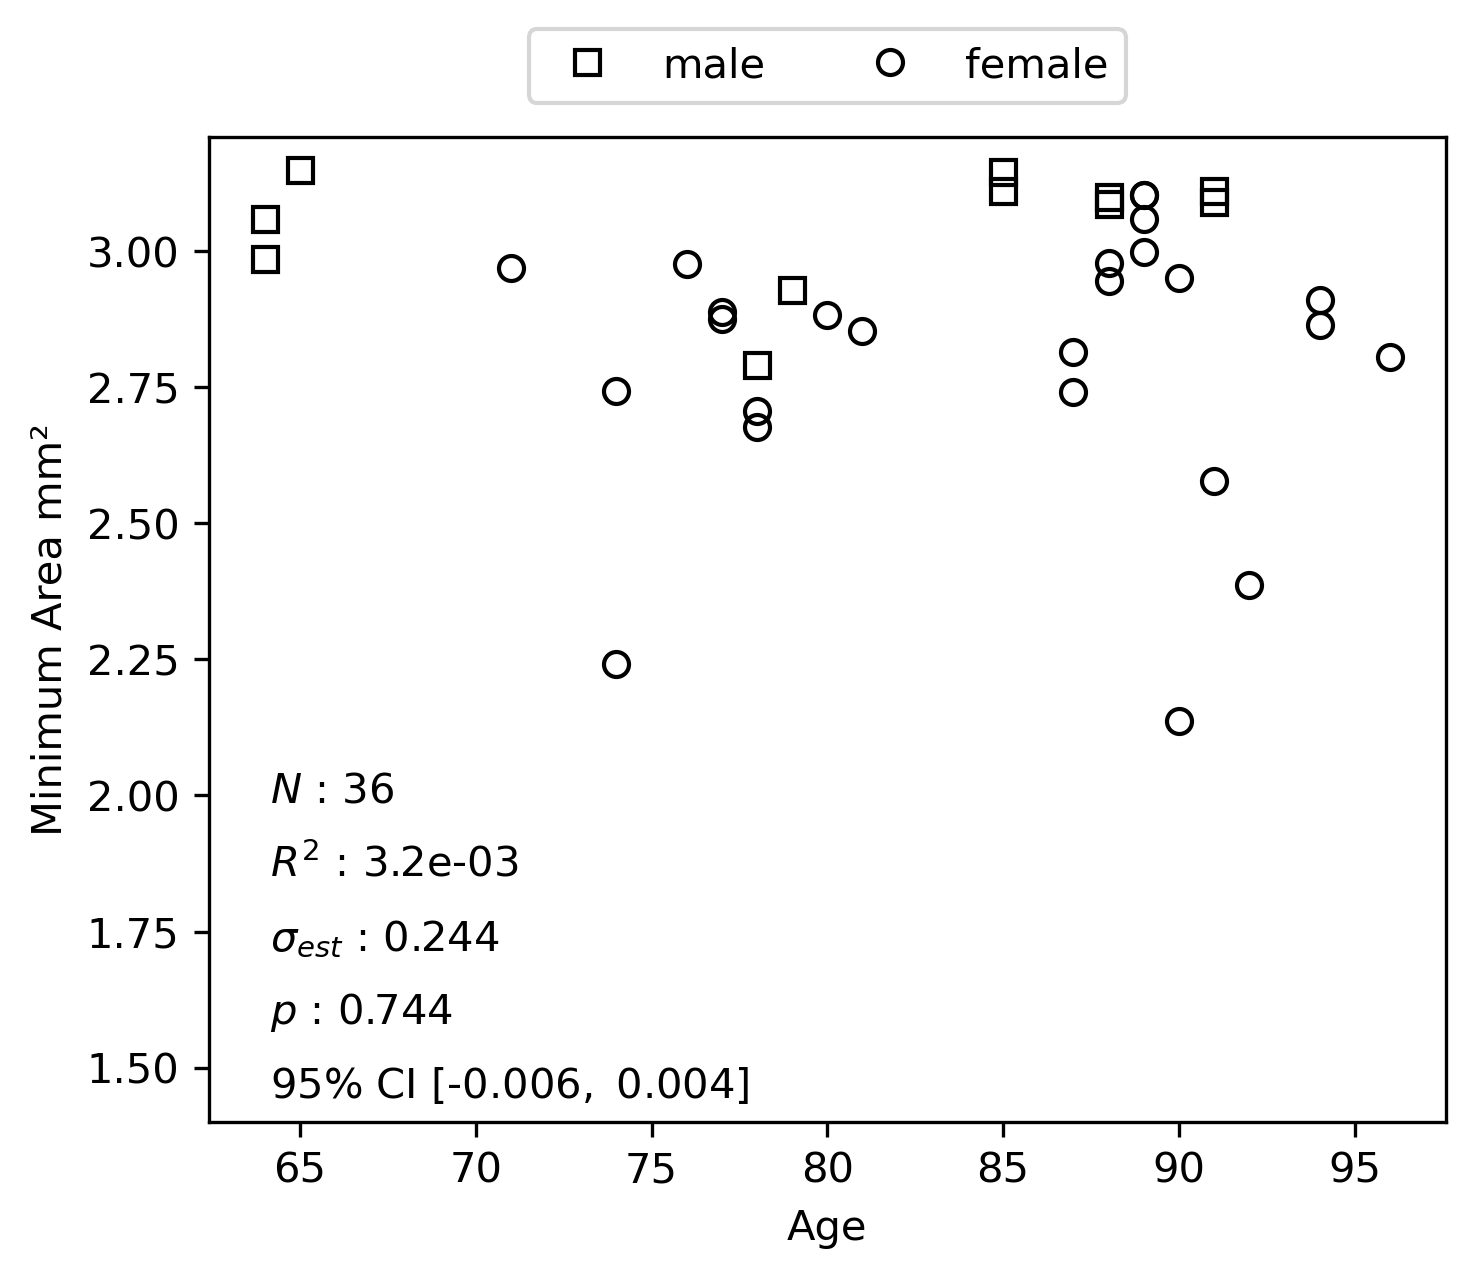 male female
3.00
2.75
2.50
2.25
2.00
1.75
1.50
Minimum Area mm²
N : 36
R² : 3.2e-03
σest : 0.244
p : 0.744
95% CI [-0.006, 0.004]
65 70 75 80 85 90 95
Age